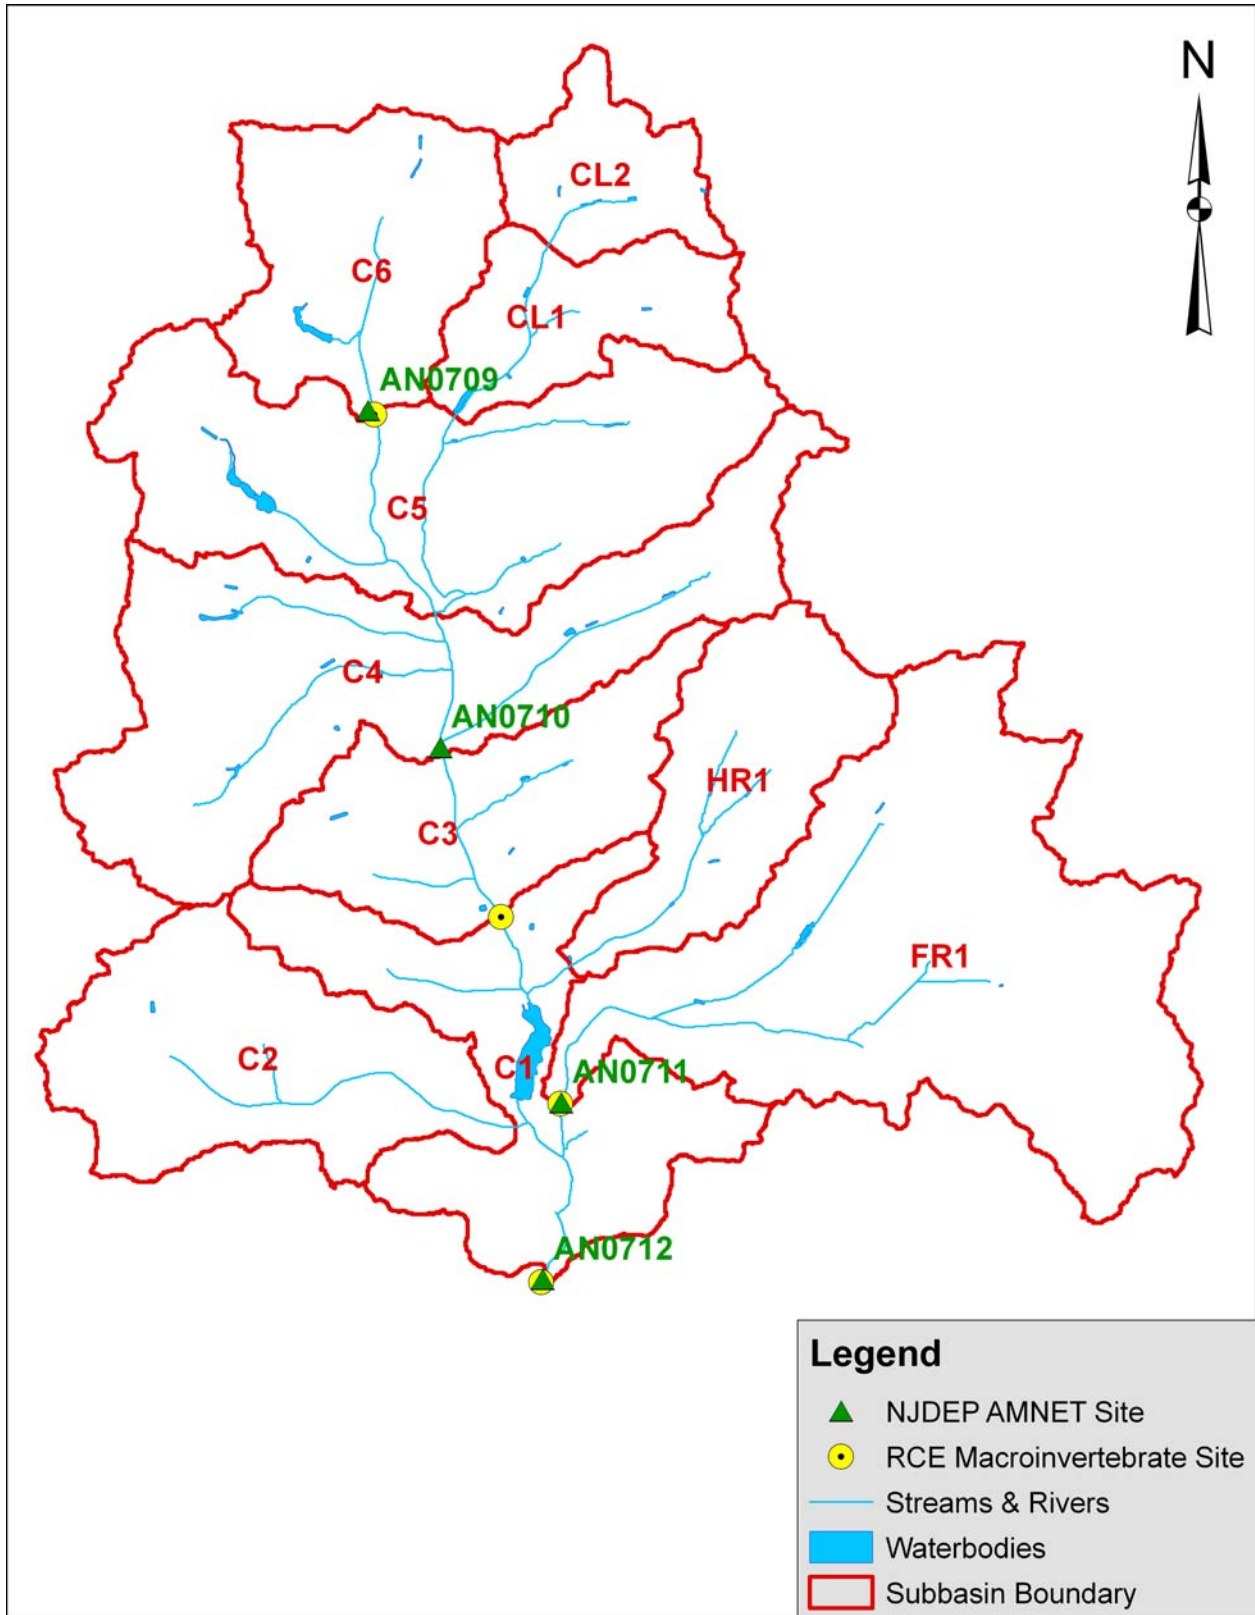 N
CL2
C6
CL1
AN0709
C5
C4
AN0710
HR1
C3
FR1
C2
C1
AN0711
AN0712
Legend
NJDEP AMNET Site
RCE Macroinvertebrate Site
Streams & Rivers
Waterbodies
Subbasin Boundary